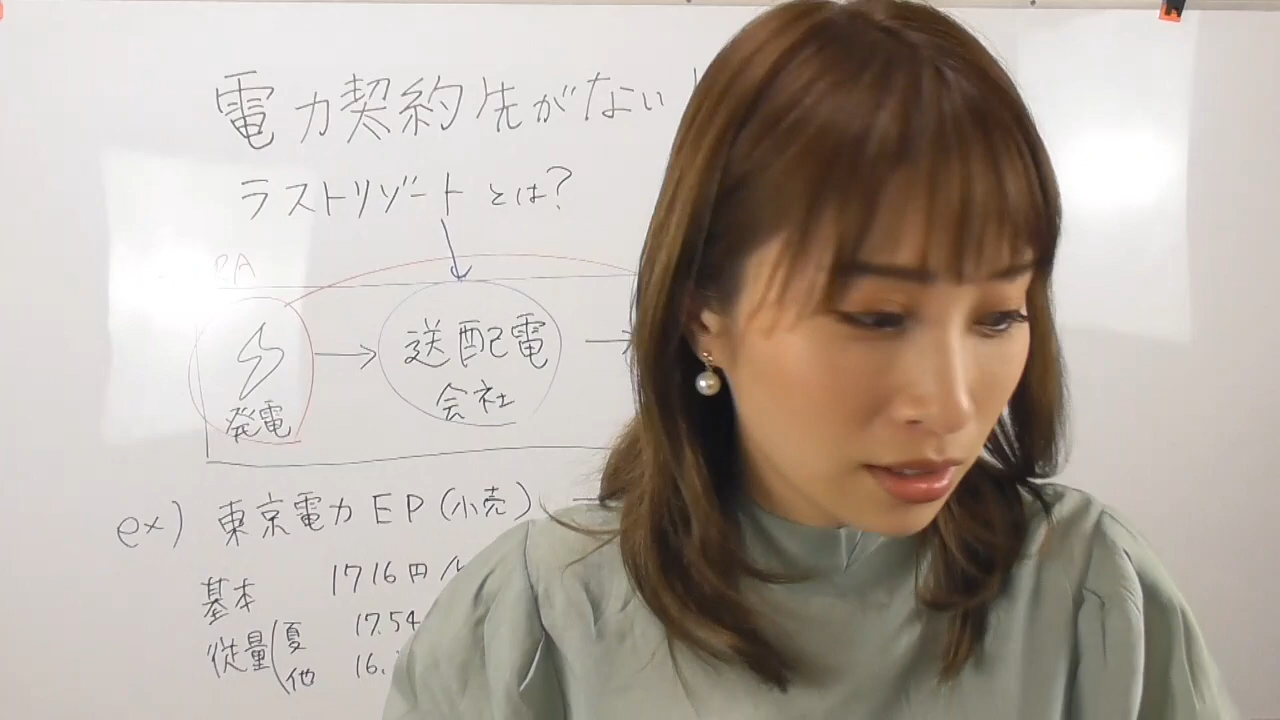 電力契約先がない
ラストリゾートとは?
発電
送配電
会社
ex) 東京電力EP(小売)
基本 1716円/
従量(夏 17.54
他 16.